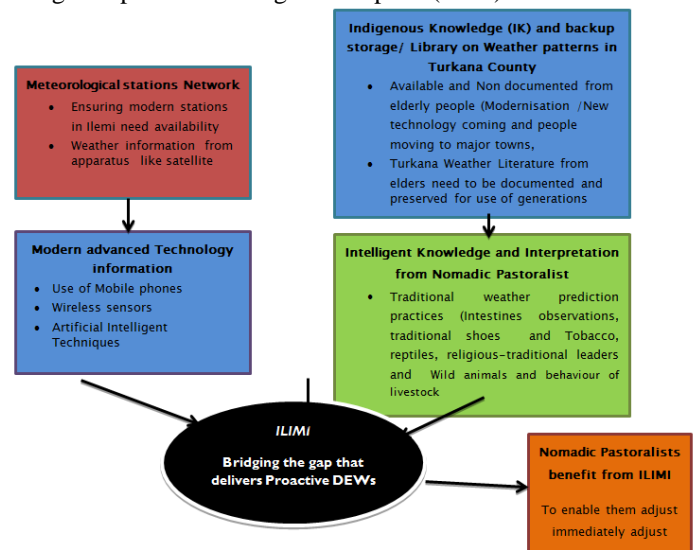 Indigenous Knowledge (IK) and backup
storage/ Library on Weather patterns in
Turkana County
• Available and Non documented from
elderly people (Modernisation /New
technology coming and people
moving to major towns,
• Turkana Weather Literature from
elders need to be documented and
preserved for use of generations
Meteorological stations Network
• Ensuring modern stations
in Ilemi need availability
• Weather information from
apparatus like satellite
Modern advanced Technology
information
• Use of Mobile phones
• Wireless sensors
• Artificial Intelligent
Techniques
Intelligent Knowledge and Interpretation
from Nomadic Pastoralist
• Traditional weather prediction
practices (Intestines observations,
traditional shoes and Tobacco,
reptiles, religious-traditional leaders
and Wild animals and behaviour of
livestock
ILIMI
Bridging the gap that
delivers Proactive DEWs
Nomadic Pastoralists
benefit from ILIMI
To enable them adjust
immediately adjust